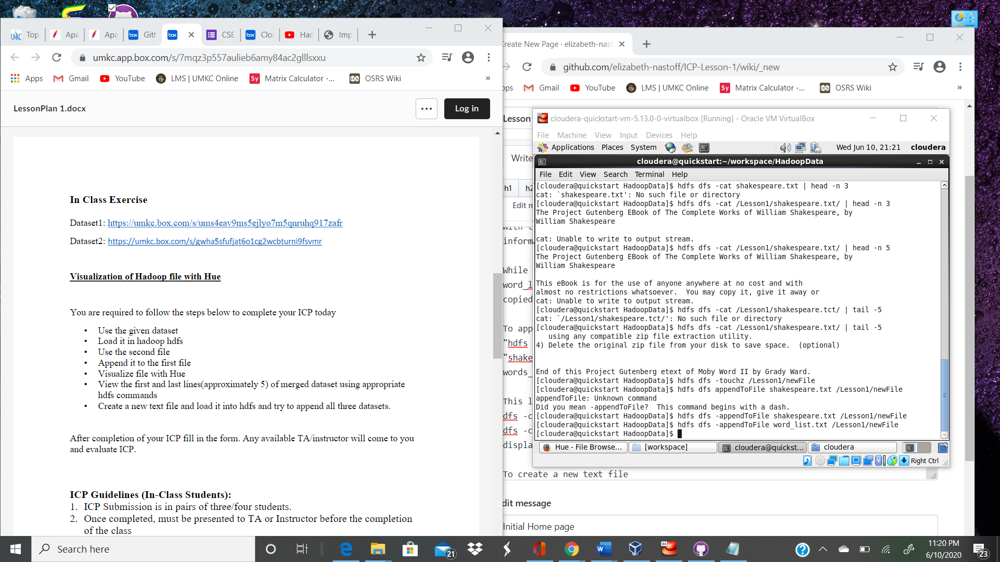 Top
Apa
Apa
Gith
CSE
Clou
Had
Imp
umkc.app.box.com/s/7mqz3p557aulieb6amy84ac2glllsxxu
Apps
Gmail
YouTube
LMS | UMKC Online
Matrix Calculator -...
OSRS Wiki
»
LessonPlan 1.docx
Log in
In Class Exercise
Dataset1: https://umkc.box.com/s/ums4eav9ms5ejlyo7m5qnruhq917zafr
Dataset2: https://umkc.box.com/s/gwha5sfufjat6o1cg2wcbturni9fsvmr
Visualization of Hadoop file with Hue
You are required to follow the steps below to complete your ICP today
• Use the given dataset
• Load it in hadoop hdfs
• Use the second file
• Append it to the first file
• Visualize file with Hue
• View the first and last lines(approximately 5) of merged dataset using appropriate
hdfs commands
• Create a new text file and load it into hdfs and try to append all three datasets.
After completion of your ICP fill in the form. Any available TA/instructor will come to you
and evaluate ICP.
ICP Guidelines (In-Class Students):
1. ICP Submission is in pairs of three/four students.
2. Once completed, must be presented to TA or Instructor before the completion
of the class
Create New Page · elizabeth-nast
github.com/elizabeth-nastoff/ICP-Lesson-1/wiki/_new
ops
Gmail
YouTube
LMS | UMKC Online
Matrix Calculator -...
OSRS Wiki
»
Lesson
Write
h1
h2
Edit m
with
inform
While
word_l
copied
To app
"hdfs
"shake
words_
This l
dfs -c
dfs -c
displa
To create a new text file
dit message
Initial Home page
cloudera-quickstart-vm-5.13.0-0-virtualbox [Running] - Oracle VM VirtualBox
File Machine View Input Devices Help
Applications Places System
Wed Jun 10, 21:21 cloudera
cloudera@quickstart:~/workspace/HadoopData
File Edit View Search Terminal Help
[cloudera@quickstart HadoopData]$ hdfs dfs -cat shakespeare.txt | head -n 3
cat: `shakespeare.txt': No such file or directory
[cloudera@quickstart HadoopData]$ hdfs dfs -cat /Lesson1/shakespeare.txt/ | head -n 3
The Project Gutenberg EBook of The Complete Works of William Shakespeare, by
William Shakespeare
cat: Unable to write to output stream.
[cloudera@quickstart HadoopData]$ hdfs dfs -cat /Lesson1/shakespeare.txt/ | head -n 5
The Project Gutenberg EBook of The Complete Works of William Shakespeare, by
William Shakespeare
This eBook is for the use of anyone anywhere at no cost and with
almost no restrictions whatsoever.  You may copy it, give it away or
cat: Unable to write to output stream.
[cloudera@quickstart HadoopData]$ hdfs dfs -cat /Lesson1/shakespeare.tct/ | tail -5
cat: `/Lesson1/shakespeare.tct/': No such file or directory
[cloudera@quickstart HadoopData]$ hdfs dfs -cat /Lesson1/shakespeare.txt/ | tail -5
using any compatible zip file extraction utility.
4) Delete the original zip file from your disk to save space.  (optional)
End of this Project Gutenberg etext of Moby Word II by Grady Ward.
[cloudera@quickstart HadoopData]$ hdfs dfs -touchz /Lesson1/newFile
[cloudera@quickstart HadoopData]$ hdfs dfs appendToFile shakespeare.txt /Lesson1/newFile
appendToFile: Unknown command
Did you mean -appendToFile?  This command begins with a dash.
[cloudera@quickstart HadoopData]$ hdfs dfs -appendToFile shakespeare.txt /Lesson1/newFile
[cloudera@quickstart HadoopData]$ hdfs dfs -appendToFile word_list.txt /Lesson1/newFile
[cloudera@quickstart HadoopData]$
Hue - File Browse...
[workspace]
cloudera@quickst...
cloudera
Right Ctrl
Search here
21
11:20 PM
6/10/2020
23